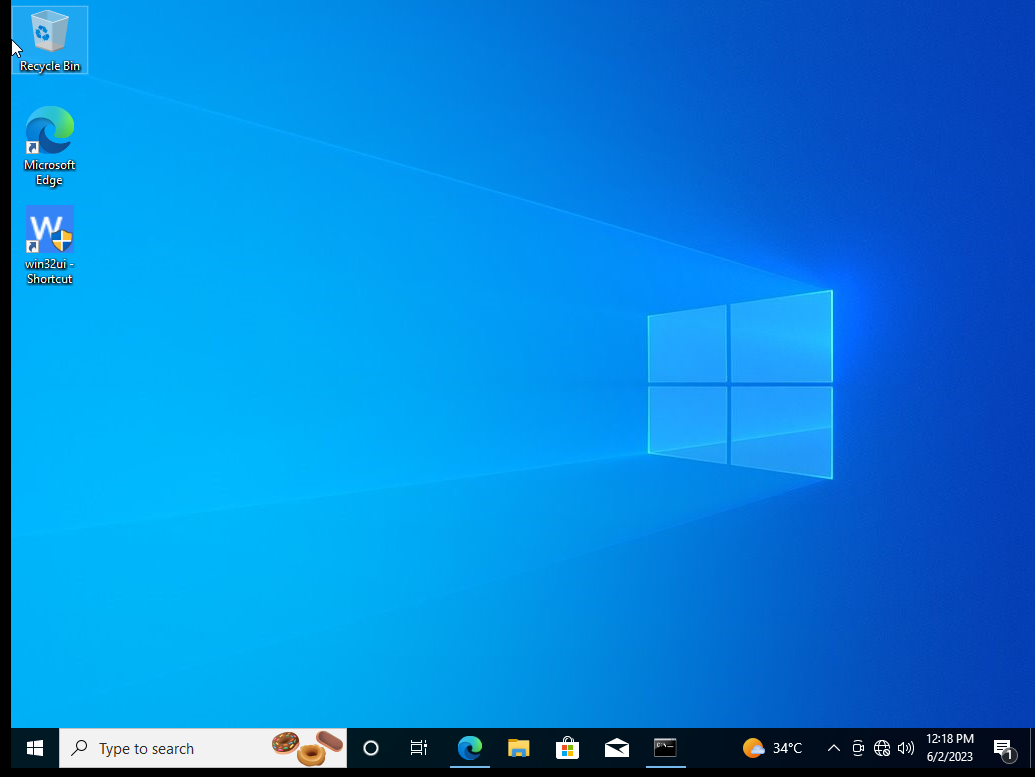 Recycle Bin
Microsoft
Edge
W
win32ui -
Shortcut
Type to search
34°C
12:18 PM
6/2/2023
1